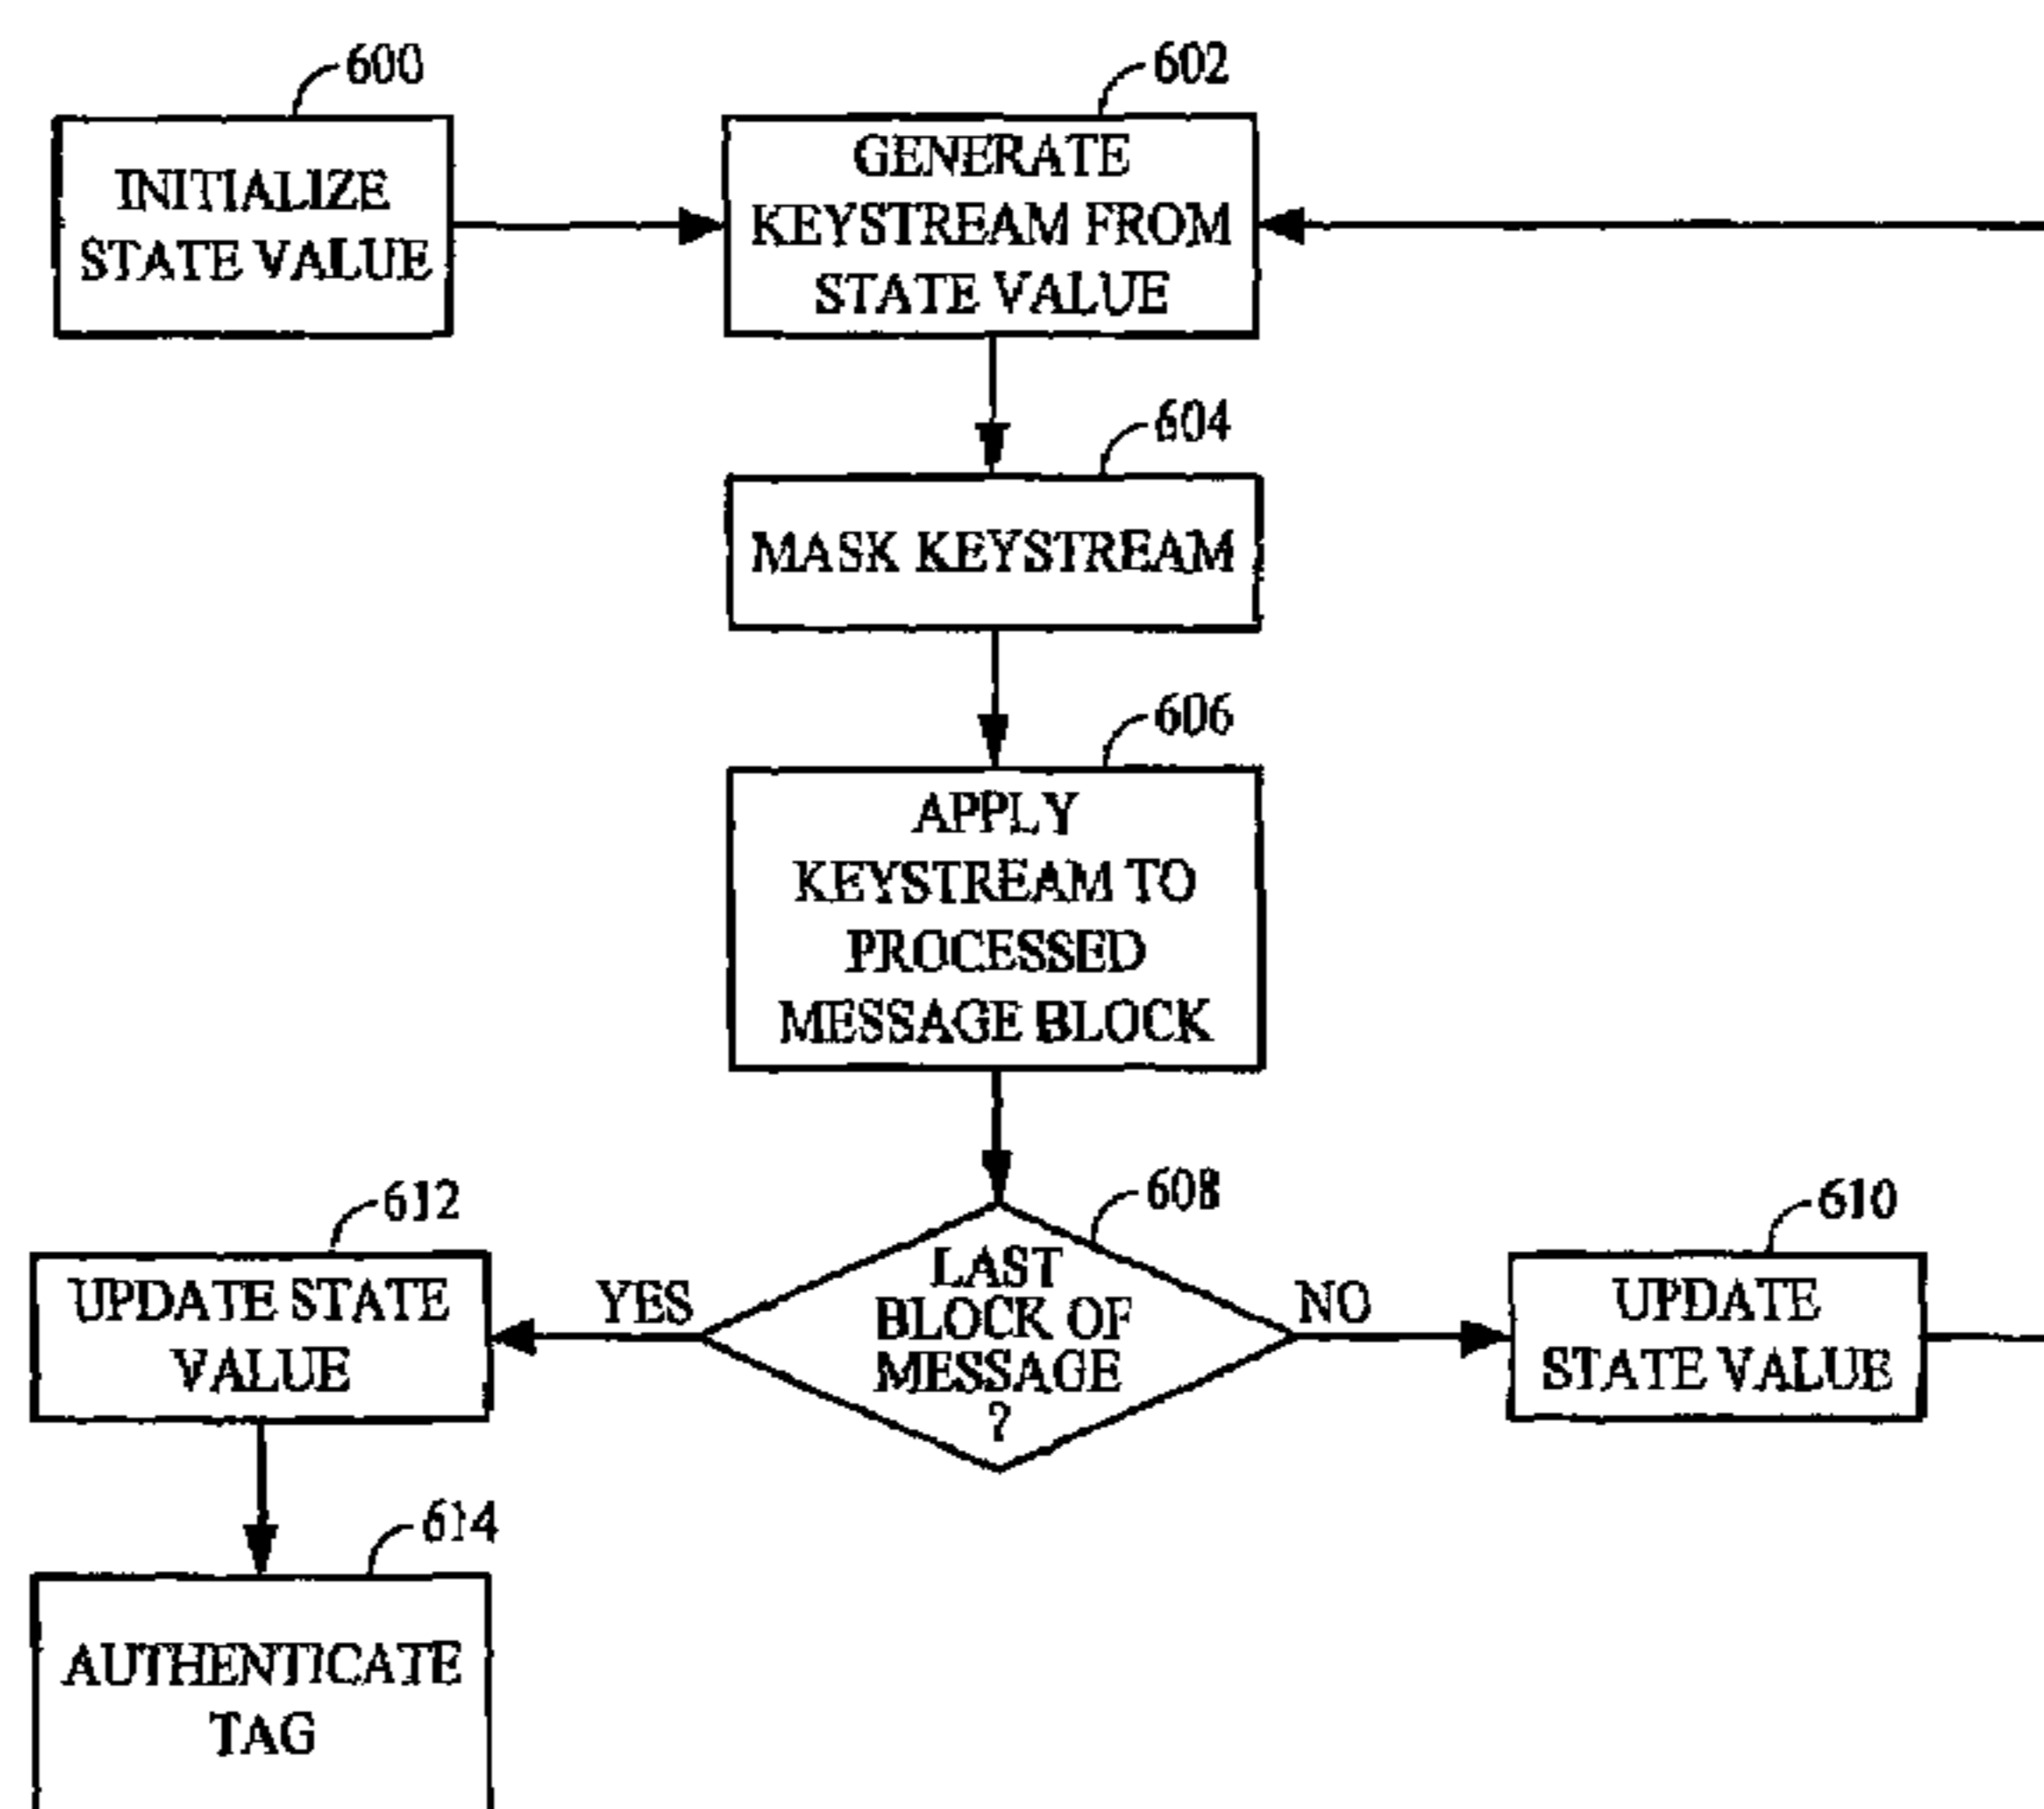 600
INITIALIZE
STATE VALUE
602
GENERATE
KEYSTREAM FROM
STATE VALUE
604
MASK KEYSTREAM
606
APPLY
KEYSTREAM TO
PROCESSED
MESSAGE BLOCK
608
LAST
BLOCK OF
MESSAGE
?
NO
610
UPDATE
STATE VALUE
YES
612
UPDATE STATE
VALUE
614
AUTHENTICATE
TAG